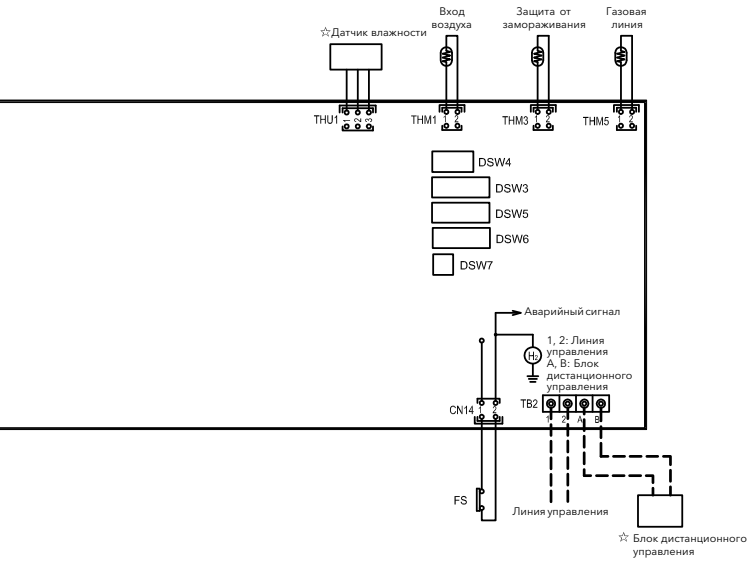 Вход
воздуха
Защита от
замораживания
Газовая
линия
☆Датчик влажности
THU1
1 2 3
THM1
1 2
THM3
1 2
THM5
1 2
DSW4
DSW3
DSW5
DSW6
DSW7
Аварийный сигнал
H2
1, 2: Линия
управления
A, B: Блок
дистанционного
управления
CN14
1 2
TB2
1 2 A B
FS
Линия управления
☆ Блок дистанционного
управления